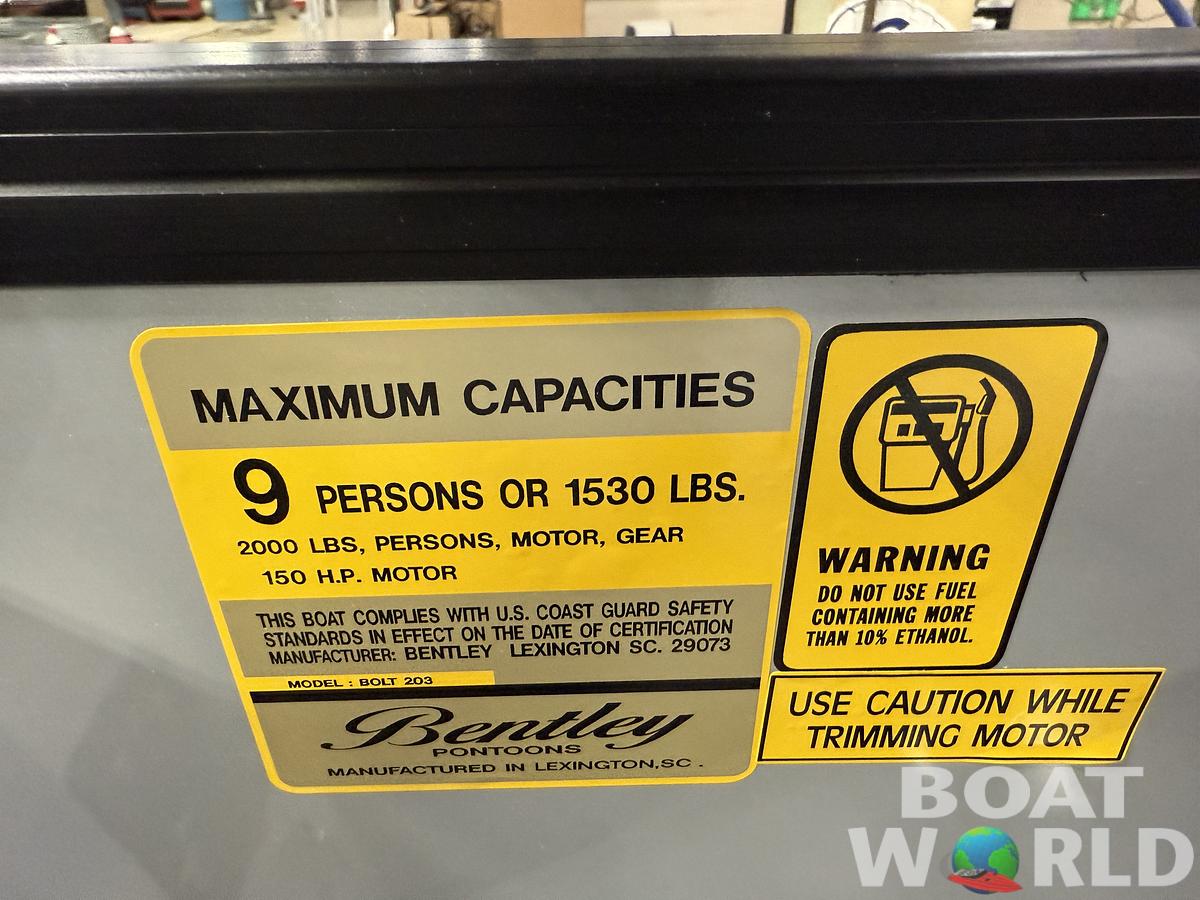 MAXIMUM CAPACITIES
9 PERSONS OR 1530 LBS.
2000 LBS, PERSONS, MOTOR, GEAR
150 H.P. MOTOR
THIS BOAT COMPLIES WITH U.S. COAST GUARD SAFETY
STANDARDS IN EFFECT ON THE DATE OF CERTIFICATION
MANUFACTURER: BENTLEY LEXINGTON SC. 29073
MODEL : BOLT 203
Bentley
PONTOONS
MANUFACTURED IN LEXINGTON,SC .
WARNING
DO NOT USE FUEL
CONTAINING MORE
THAN 10% ETHANOL.
USE CAUTION WHILE
TRIMMING MOTOR
BOAT
WORLD